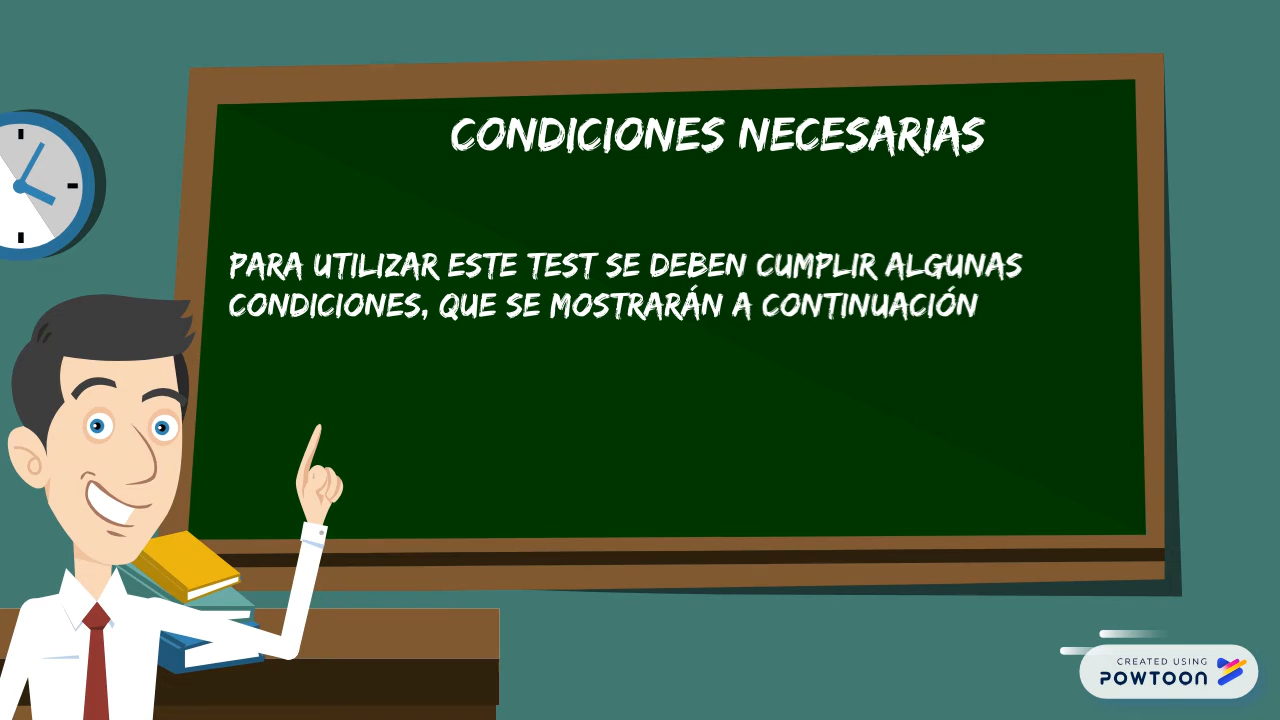 CONDICIONES NECESARIAS
PARA UTILIZAR ESTE TEST SE DEBEN CUMPLIR ALGUNAS
CONDICIONES, QUE SE MOSTRARÁN A CONTINUACIÓN
CREATED USING
POWTOON